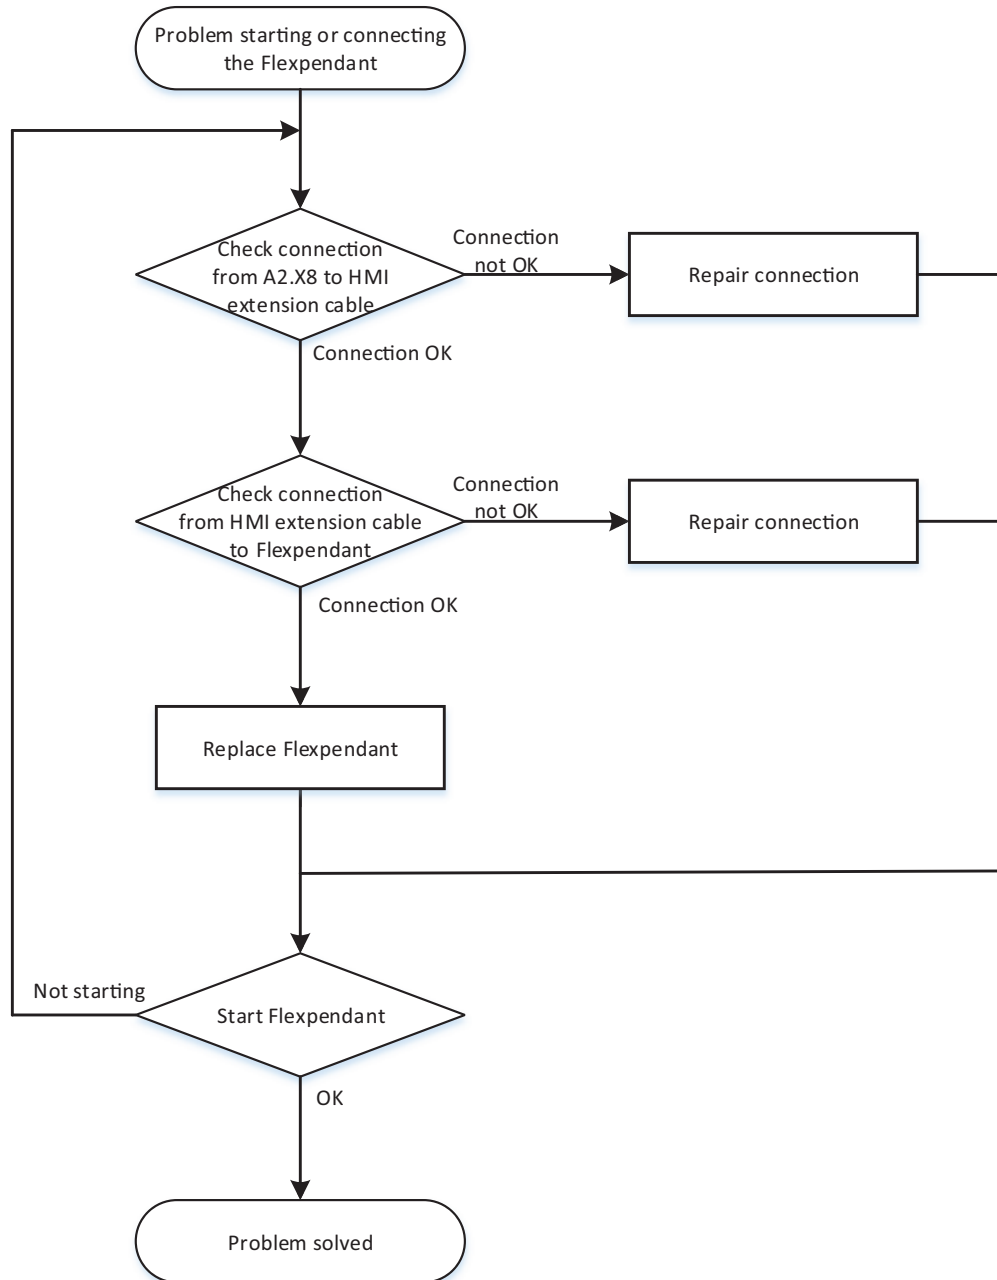 Problem starting or connecting
the Flexpendant
Check connection
from A2.X8 to HMI
extension cable
Connection
not OK
Repair connection
Connection OK
Check connection
from HMI extension cable
to Flexpendant
Connection
not OK
Repair connection
Connection OK
Replace Flexpendant
Not starting
Start Flexpendant
OK
Problem solved